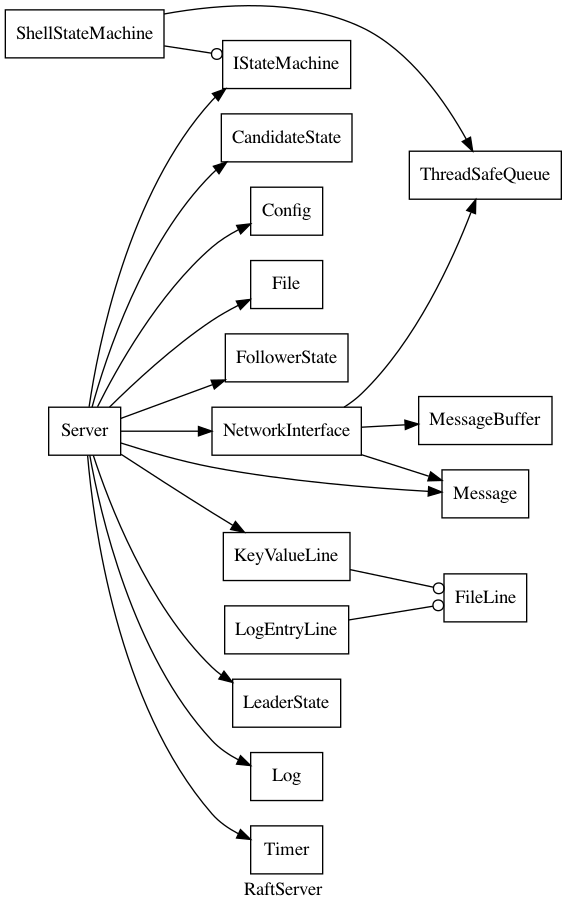 ShellStateMachine
IStateMachine
CandidateState
ThreadSafeQueue
Config
File
FollowerState
Server
NetworkInterface
MessageBuffer
Message
KeyValueLine
FileLine
LogEntryLine
LeaderState
Log
Timer
RaftServer